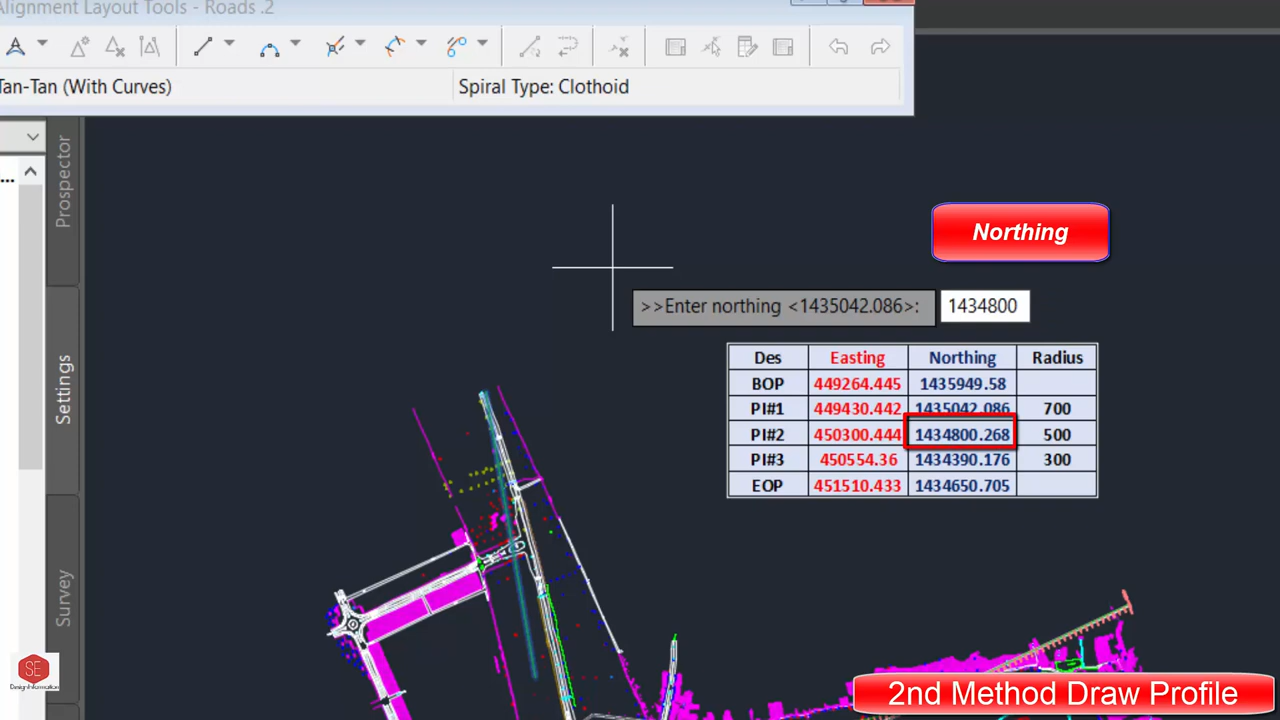 Alignment Layout Tools - Roads .2
Tan-Tan (With Curves)
Spiral Type: Clothoid
...
Prospector
Settings
Survey
Northing
>>Enter northing <1435042.086>: 1434800
Des Easting Northing Radius
BOP 449264.445 1435949.58
PI#1 449430.442 1435042.086 700
PI#2 450300.444 1434800.268 500
PI#3 450554.36 1434390.176 300
EOP 451510.433 1434650.705
SE
Design Information
2nd Method Draw Profile